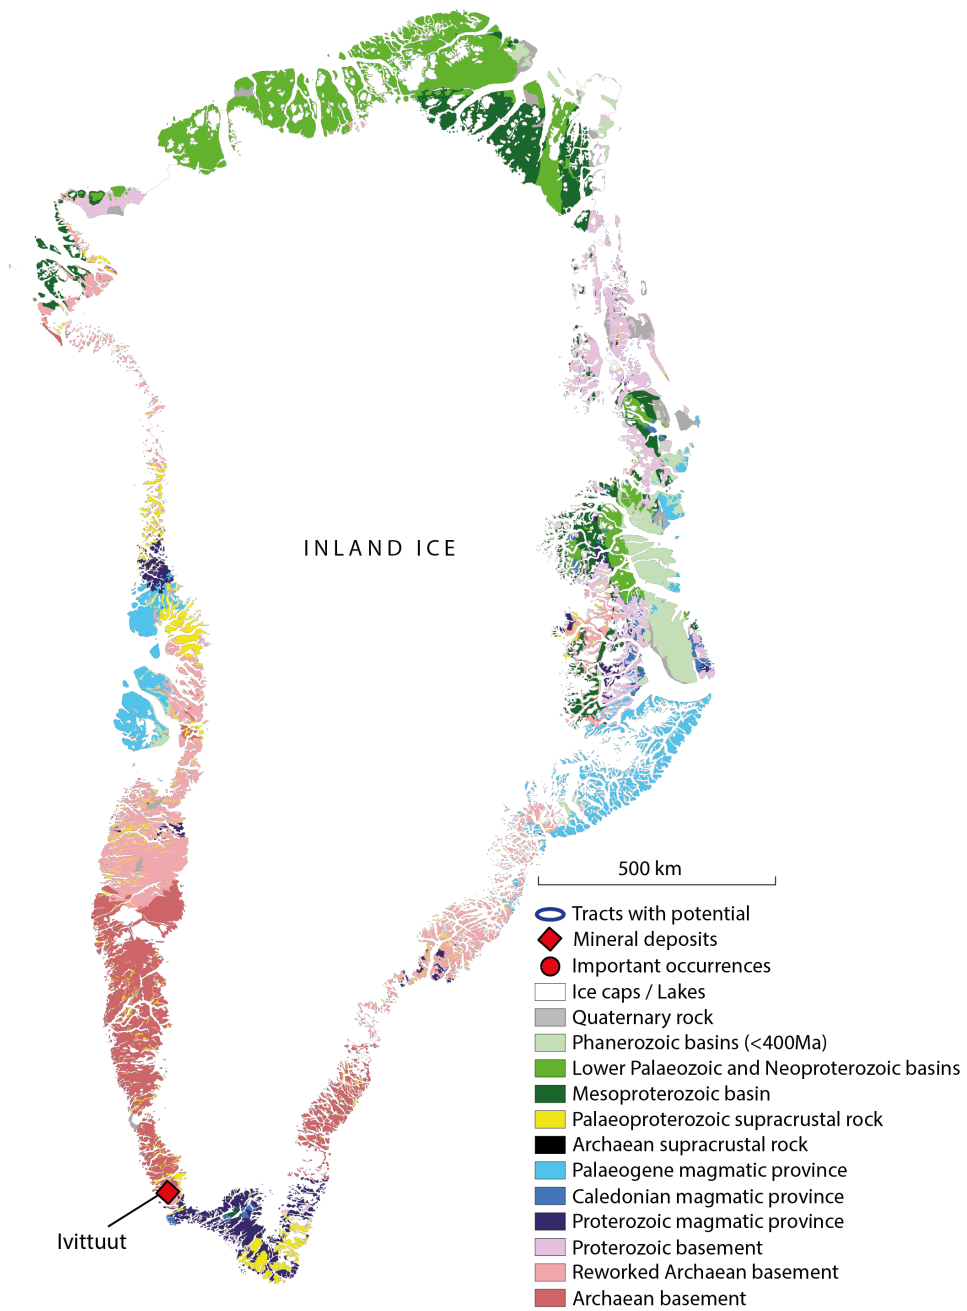 INLAND ICE
500 km
Tracts with potential
Mineral deposits
Important occurrences
Ice caps / Lakes
Quaternary rock
Phanerozoic basins (<400Ma)
Lower Palaeozoic and Neoproterozoic basins
Mesoproterozoic basin
Palaeoproterozoic supracrustal rock
Archaean supracrustal rock
Palaeogene magmatic province
Caledonian magmatic province
Proterozoic magmatic province
Proterozoic basement
Reworked Archaean basement
Archaean basement
Ivittuut